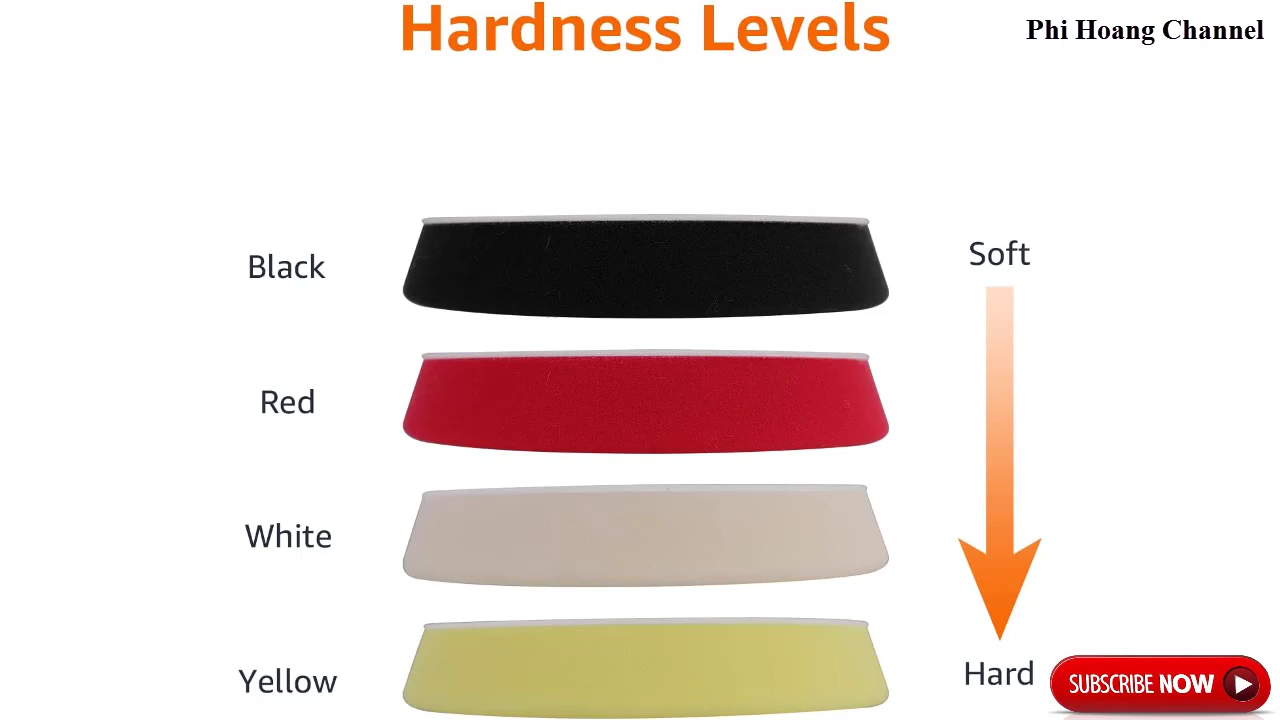 Hardness Levels
Phi Hoang Channel
Black
Soft
Red
White
Yellow
Hard
SUBSCRIBE NOW